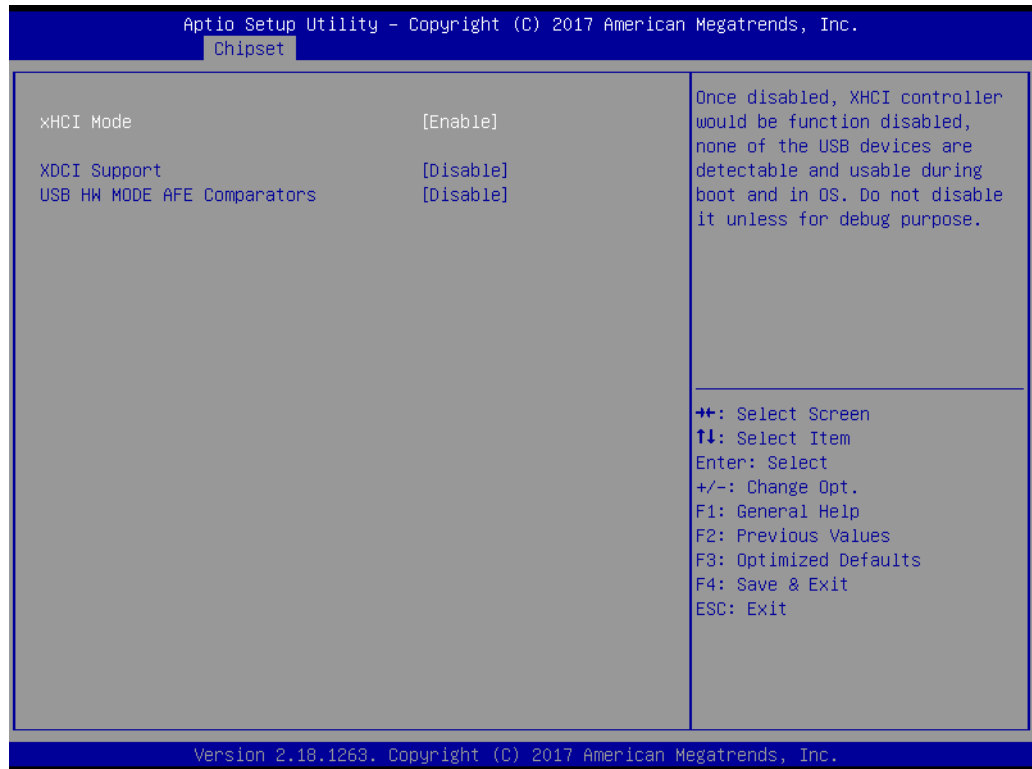 Aptio Setup Utility – Copyright (C) 2017 American Megatrends, Inc.
Chipset
xHCI Mode [Enable]
XDCI Support [Disable]
USB HW MODE AFE Comparators [Disable]
Once disabled, XHCI controller
would be function disabled,
none of the USB devices are
detectable and usable during
boot and in OS. Do not disable
it unless for debug purpose.
→←: Select Screen
↑↓: Select Item
Enter: Select
+/-: Change Opt.
F1: General Help
F2: Previous Values
F3: Optimized Defaults
F4: Save & Exit
ESC: Exit
Version 2.18.1263. Copyright (C) 2017 American Megatrends, Inc.